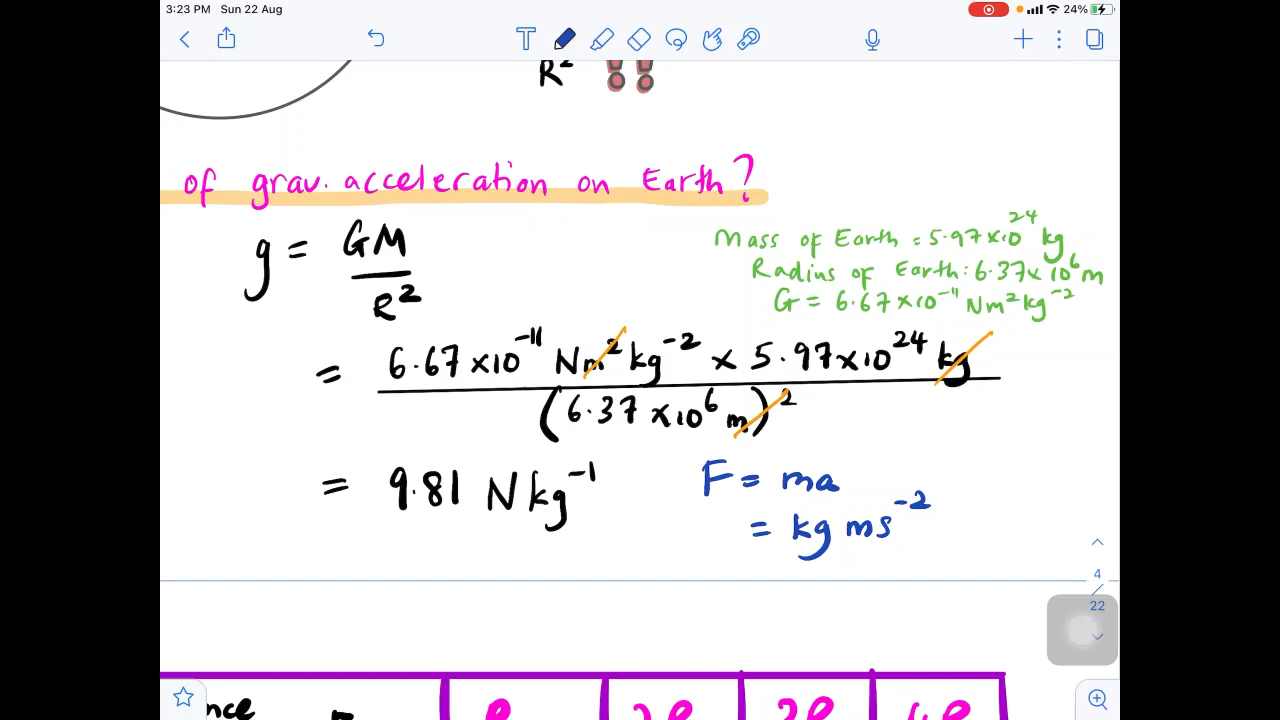 3:23 PM Sun 22 Aug 24%
T
R²
of grav. acceleration on Earth?
g = GM
R²
Mass of Earth = 5.97×10²⁴ kg
Radius of Earth: 6.37×10⁶ m
G = 6.67×10⁻¹¹ Nm²kg⁻²
= 6.67×10⁻¹¹ Nm²kg⁻² × 5.97×10²⁴ kg
(6.37×10⁶ m)²
= 9.81 Nkg⁻¹
F = ma
= kg ms⁻²
4
/
22
R 2R 3R 4R